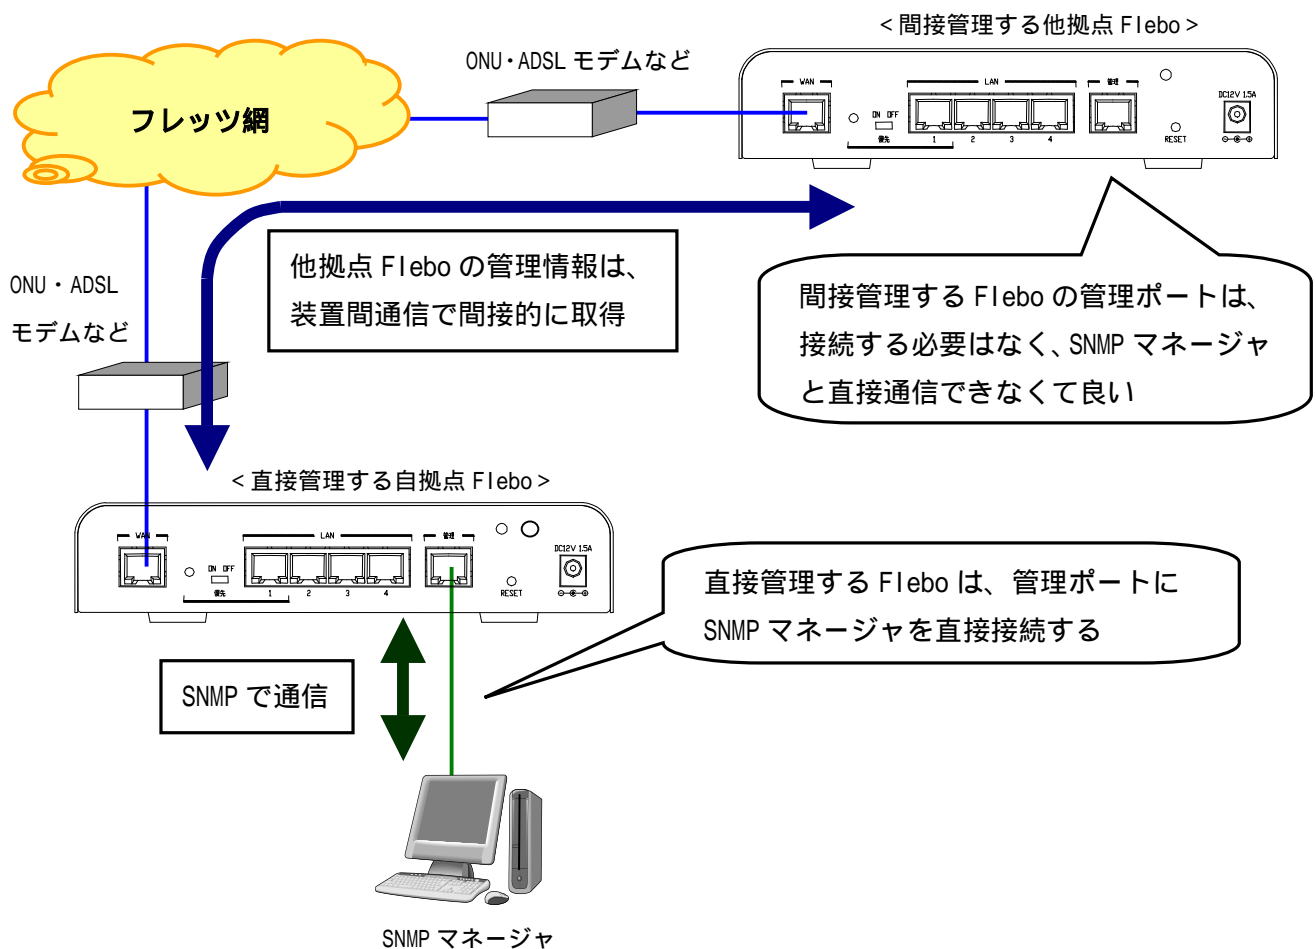 ＜間接管理する他拠点 Flebo＞
ONU・ADSL モデムなど
フレッツ網
WAN
LAN
管理
DC12V 1.5A
ON OFF
優先
1 2 3 4
RESET
他拠点 Flebo の管理情報は、
装置間通信で間接的に取得
間接管理する Flebo の管理ポートは、
接続する必要はなく、SNMP マネージャ
と直接通信できなくて良い
ONU・ADSL
モデムなど
＜直接管理する自拠点 Flebo＞
WAN
LAN
管理
DC12V 1.5A
ON OFF
優先
1 2 3 4
RESET
直接管理する Flebo は、管理ポートに
SNMP マネージャを直接接続する
SNMP で通信
SNMP マネージャ